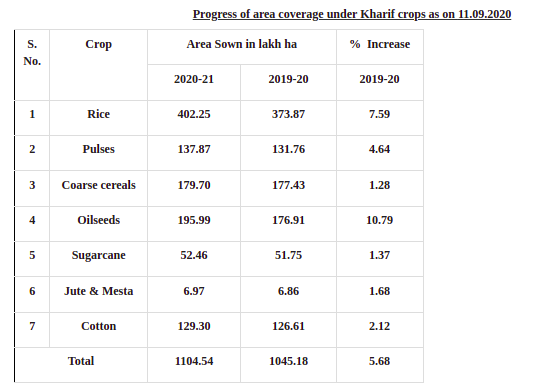 Progress of area coverage under Kharif crops as on 11.09.2020
S. No. Crop Area Sown in lakh ha % Increase
2020-21 2019-20 2019-20
1 Rice 402.25 373.87 7.59
2 Pulses 137.87 131.76 4.64
3 Coarse cereals 179.70 177.43 1.28
4 Oilseeds 195.99 176.91 10.79
5 Sugarcane 52.46 51.75 1.37
6 Jute & Mesta 6.97 6.86 1.68
7 Cotton 129.30 126.61 2.12
Total 1104.54 1045.18 5.68